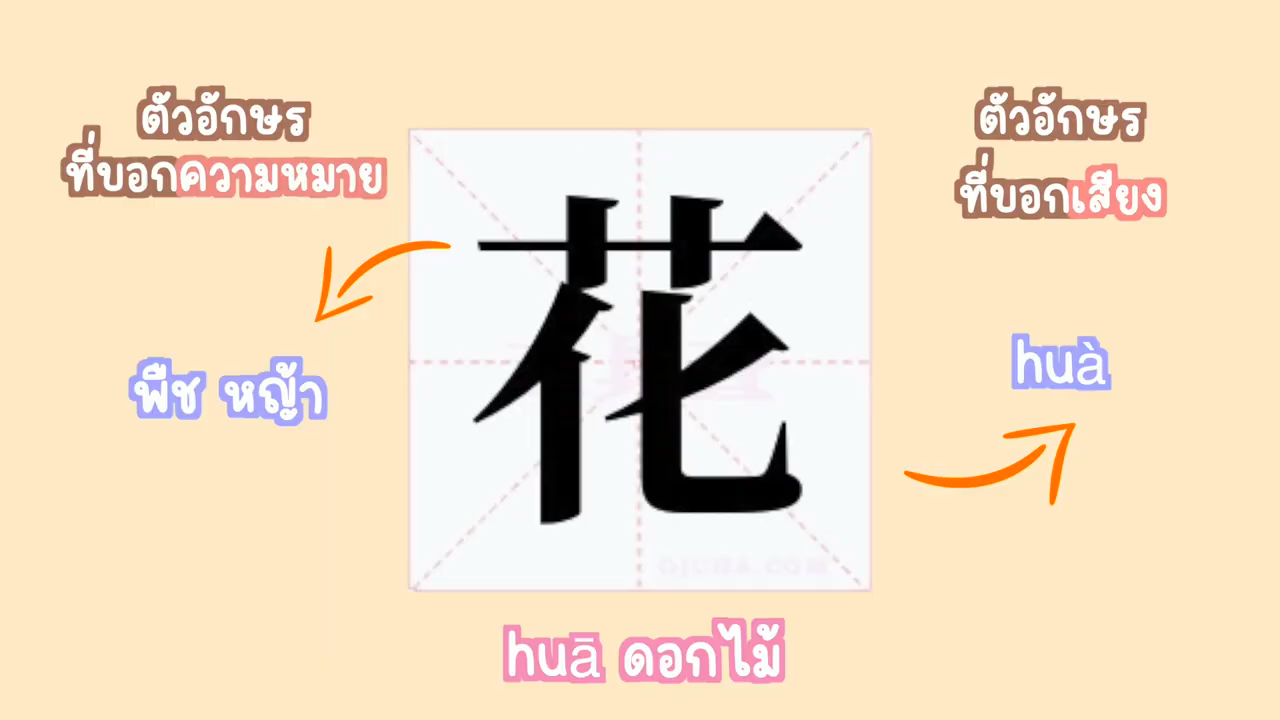 ตัวอักษร
ที่บอกความหมาย
พืช หญ้า
花
ตัวอักษร
ที่บอกเสียง
huà
huā ดอกไม้